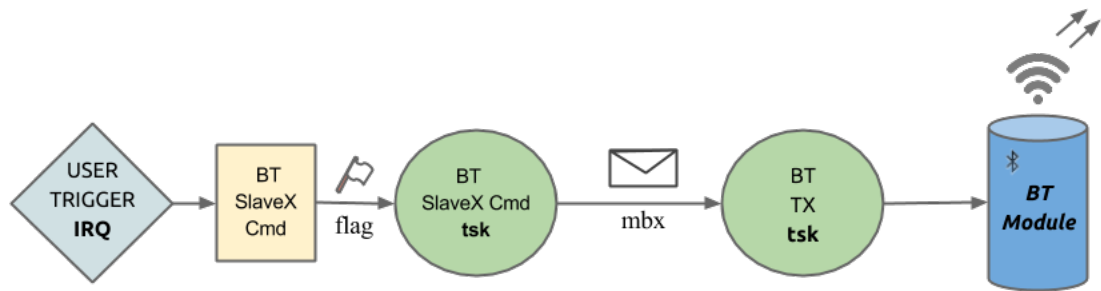 USER
TRIGGER
IRQ
BT
SlaveX
Cmd
flag
BT
SlaveX Cmd
tsk
mbx
BT
TX
tsk
BT
Module